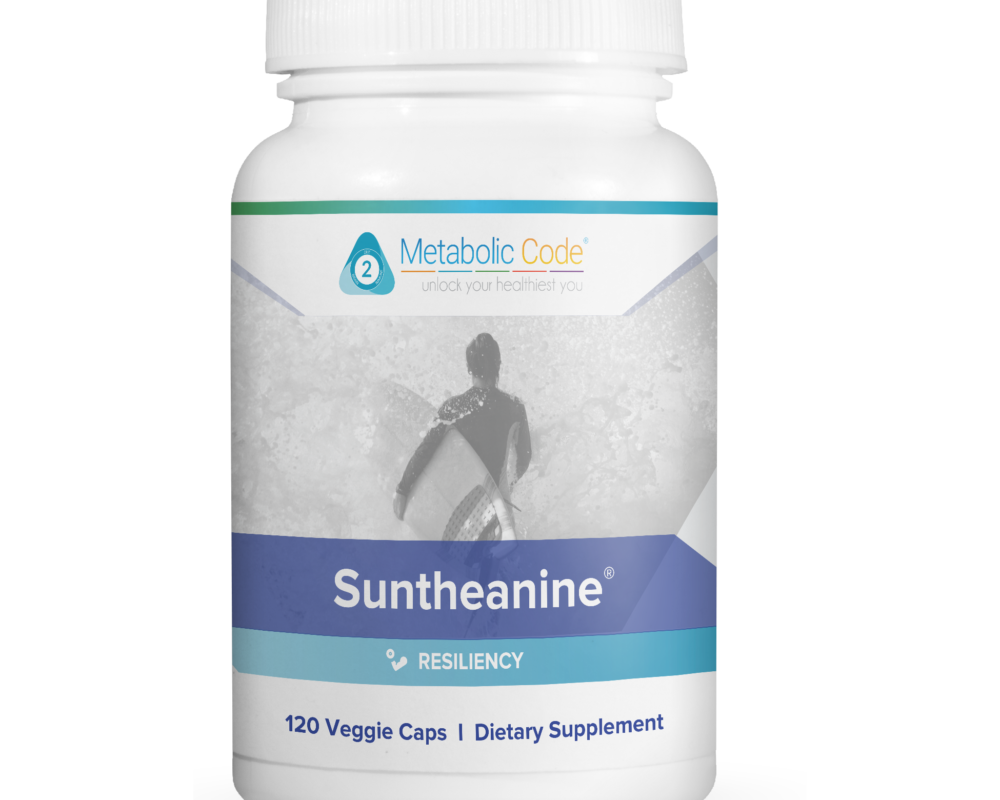 2
Metabolic Code®
unlock your healthiest you
Suntheanine®
RESILIENCY
120 Veggie Caps | Dietary Supplement